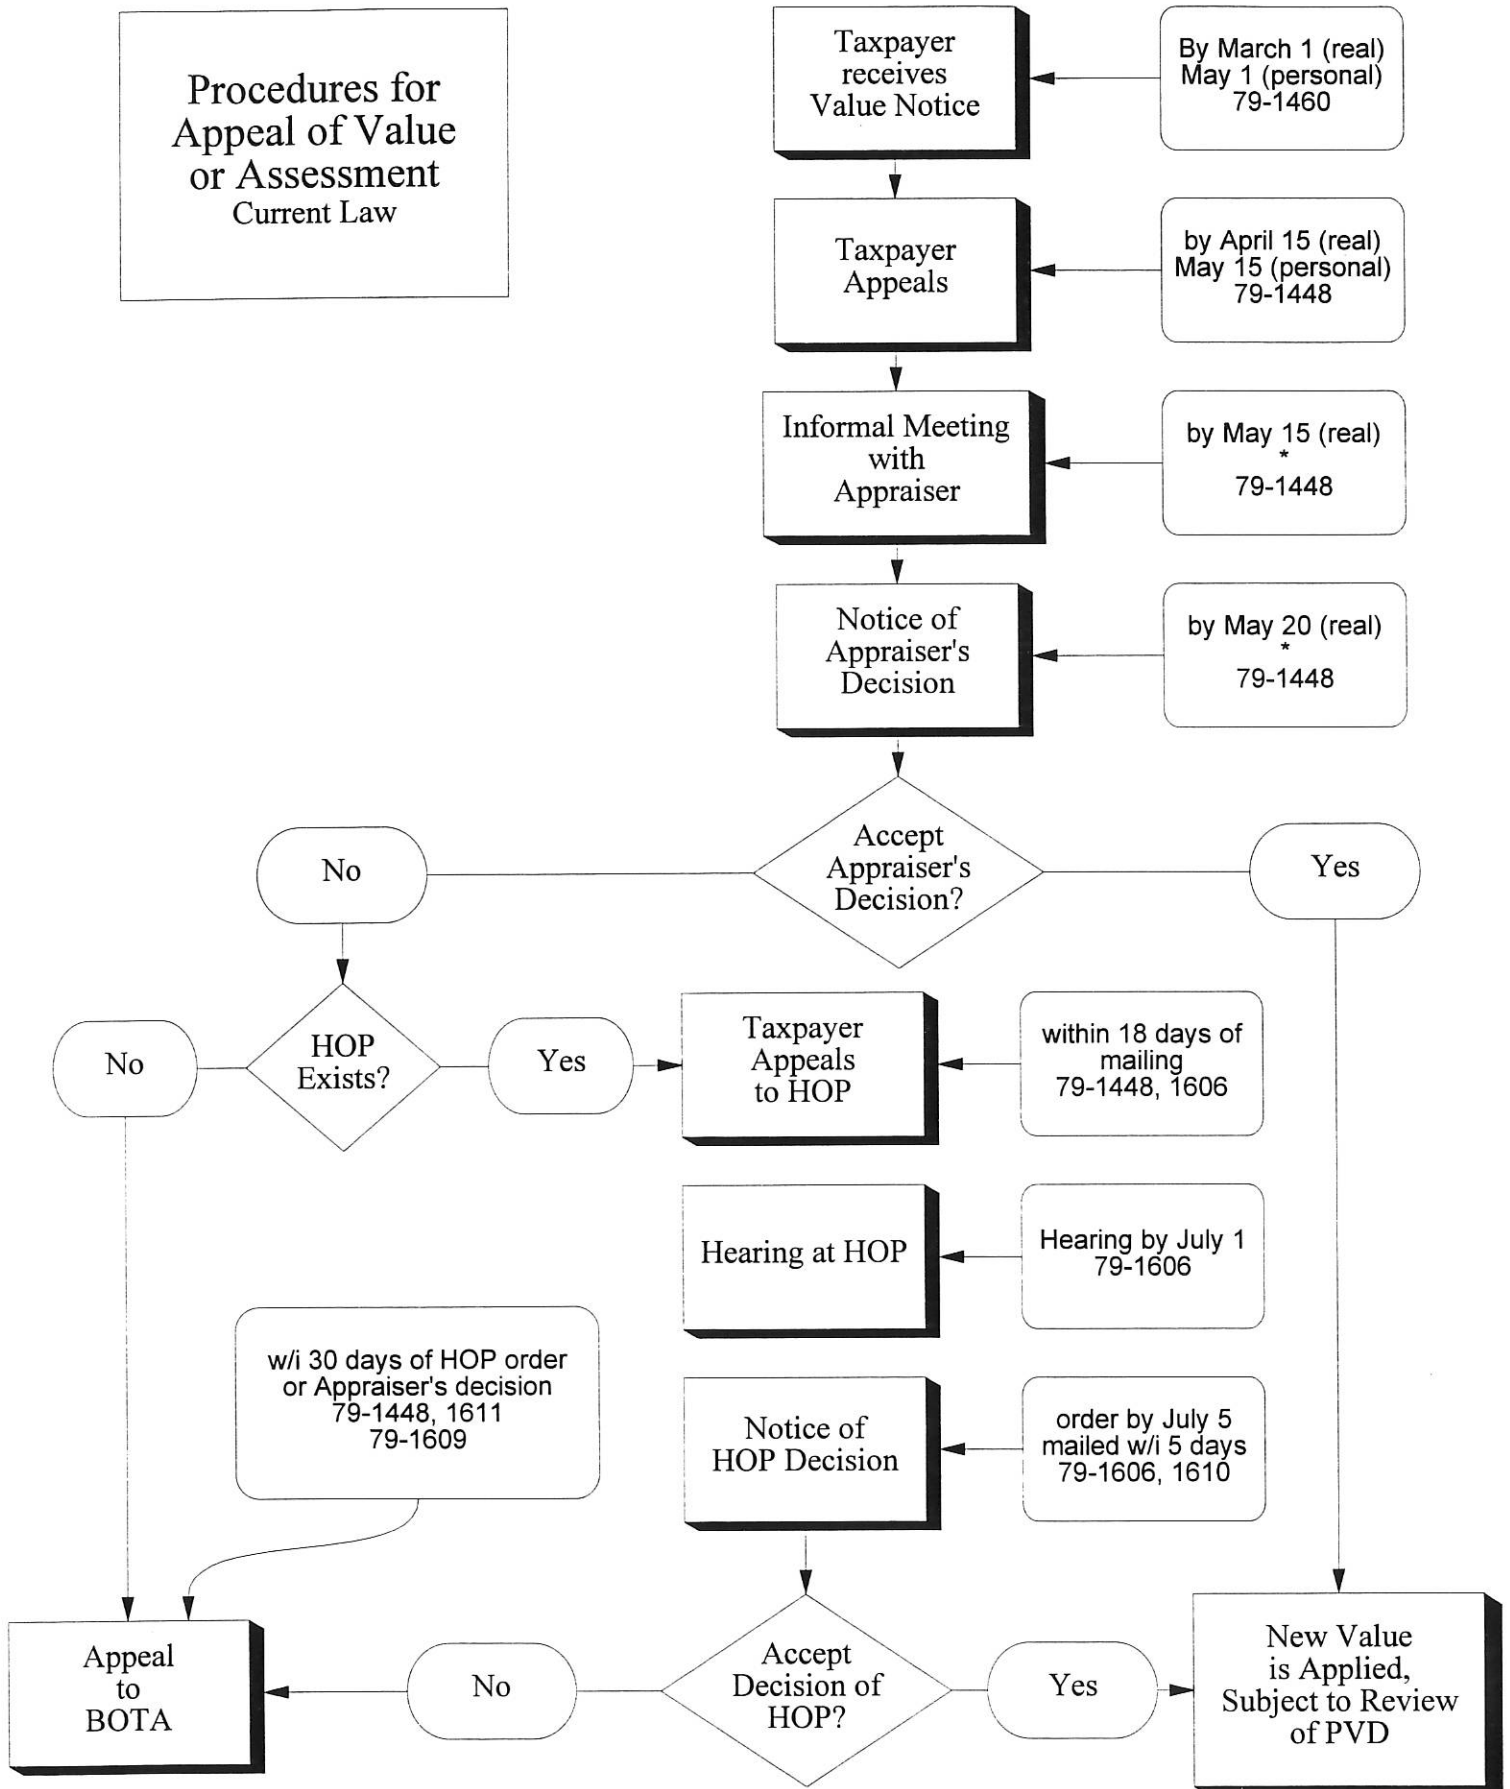 Procedures for
Appeal of Value
or Assessment
Current Law
Taxpayer
receives
Value Notice
By March 1 (real)
May 1 (personal)
79-1460
Taxpayer
Appeals
by April 15 (real)
May 15 (personal)
79-1448
Informal Meeting
with
Appraiser
by May 15 (real)
*
79-1448
Notice of
Appraiser's
Decision
by May 20 (real)
*
79-1448
Accept
Appraiser's
Decision?
No
Yes
HOP
Exists?
No
Yes
Taxpayer
Appeals
to HOP
within 18 days of
mailing
79-1448, 1606
Hearing at HOP
Hearing by July 1
79-1606
w/i 30 days of HOP order
or Appraiser's decision
79-1448, 1611
79-1609
Notice of
HOP Decision
order by July 5
mailed w/i 5 days
79-1606, 1610
Appeal
to
BOTA
No
Accept
Decision of
HOP?
Yes
New Value
is Applied,
Subject to Review
of PVD